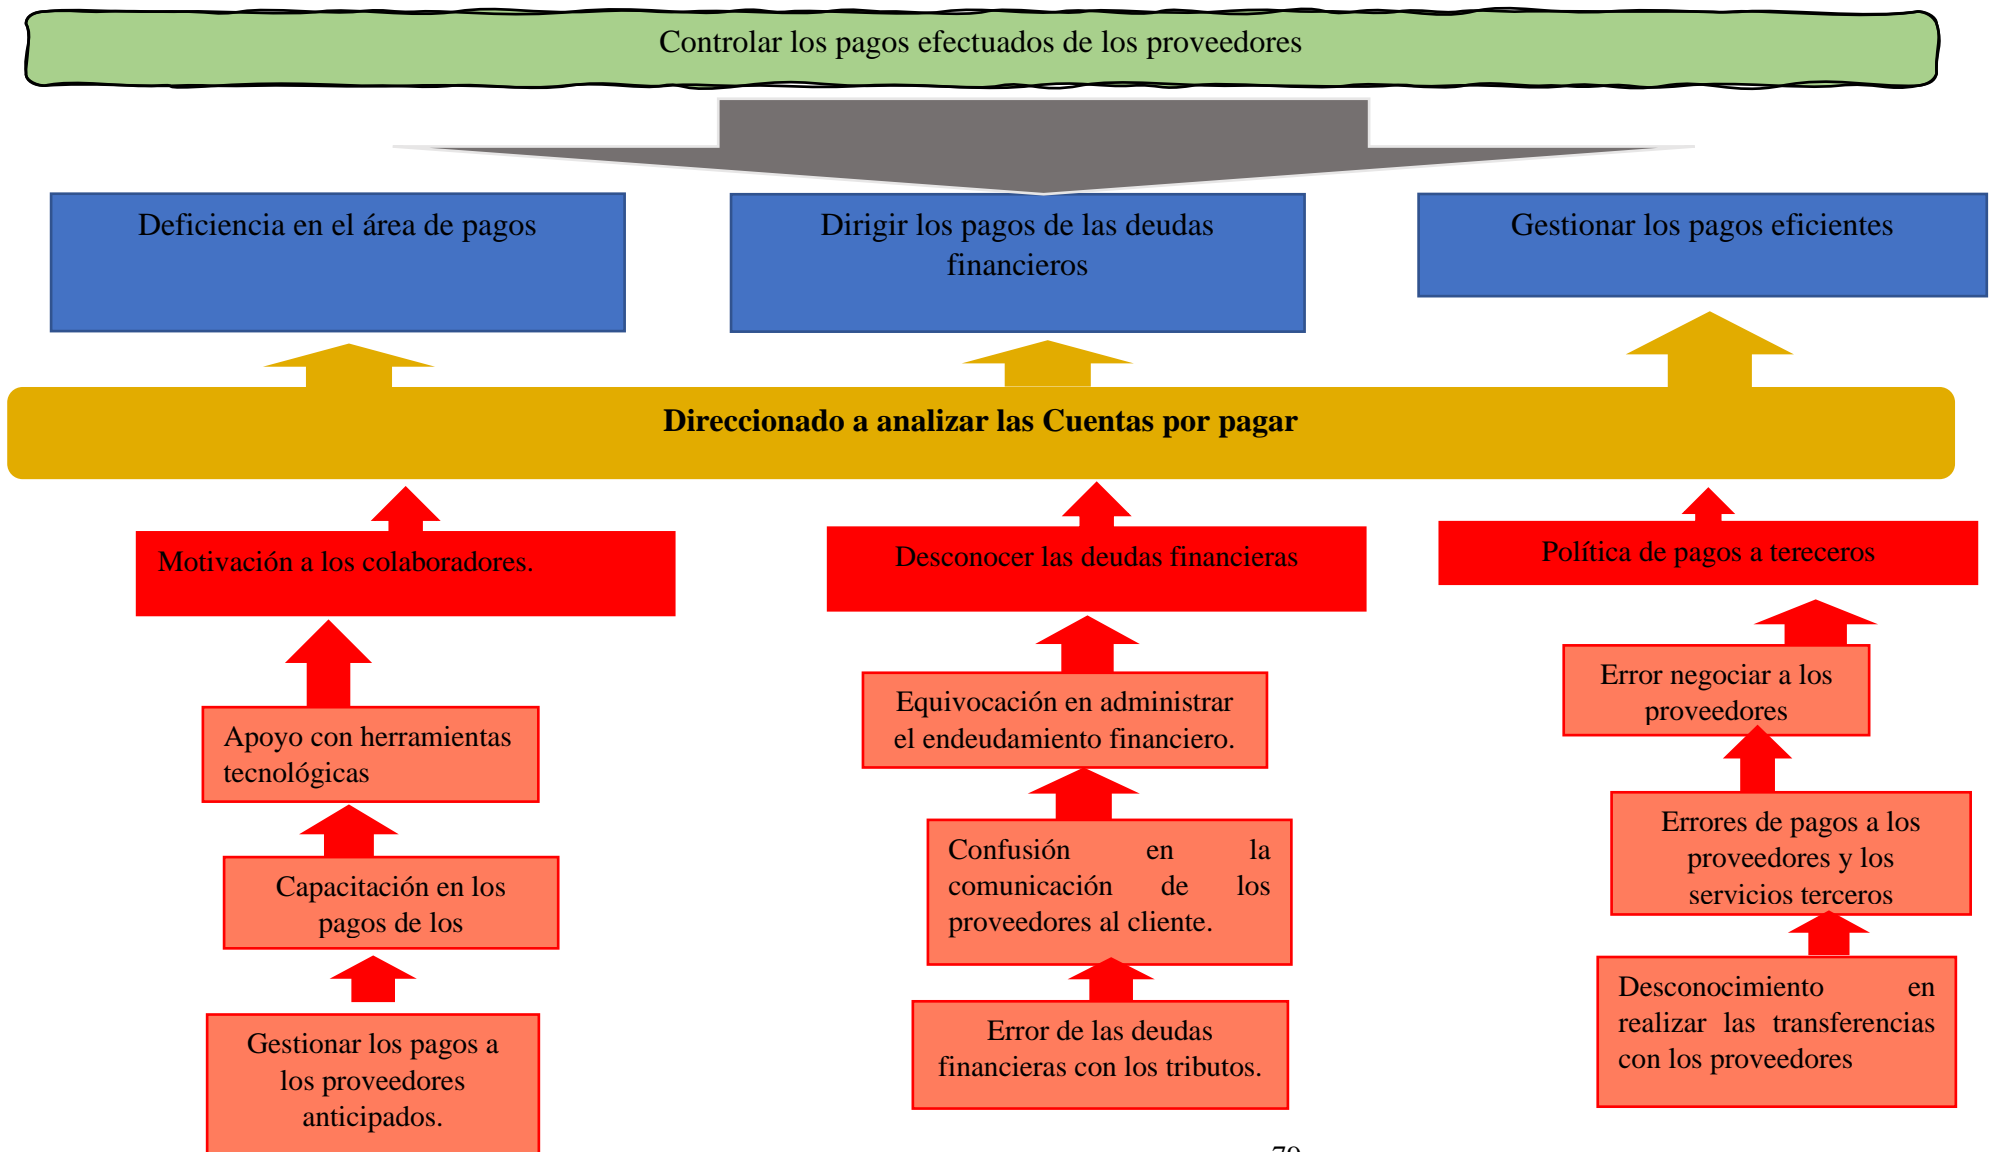 Controlar los pagos efectuados de los proveedores
Deficiencia en el área de pagos
Dirigir los pagos de las deudas
financieros
Gestionar los pagos eficientes
Direccionado a analizar las Cuentas por pagar
Motivación a los colaboradores.
Desconocer las deudas financieras
Política de pagos a tereceros
Apoyo con herramientas
tecnológicas
Equivocación en administrar
el endeudamiento financiero.
Error negociar a los
proveedores
Capacitación en los
pagos de los
Confusión en la
comunicación de los
proveedores al cliente.
Errores de pagos a los
proveedores y los
servicios terceros
Gestionar los pagos a
los proveedores
anticipados.
Error de las deudas
financieras con los tributos.
Desconocimiento en
realizar las transferencias
con los proveedores